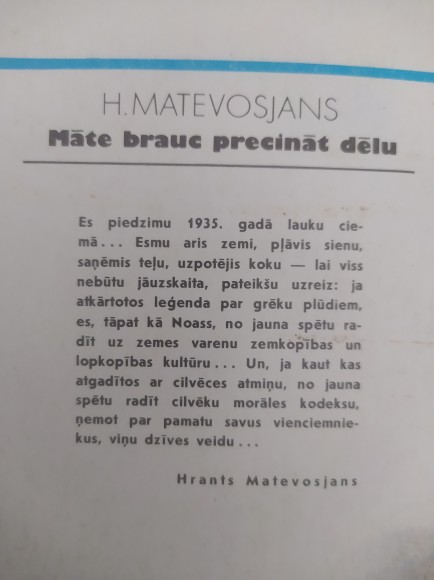 H.MATEVOSJANS
Māte brauc precināt dēlu
Es piedzimu 1935. gadā lauku cie-
mā... Esmu aris zemi, pļāvis sienu,
saņēmis teļu, uzpotējis koku — lai viss
nebūtu jāuzskaita, pateikšu uzreiz: ja
atkārtotos leģenda par grēku plūdiem,
es, tāpat kā Noass, no jauna spētu ra-
dīt uz zemes varenu zemkopības un
lopkopības kultūru... Un, ja kaut kas
atgadītos ar cilvēces atmiņu, no jauna
spētu radīt cilvēku morāles kodeksu,
ņemot par pamatu savus vienciemnie-
kus, viņu dzīves veidu...
Hrants Matevosjans